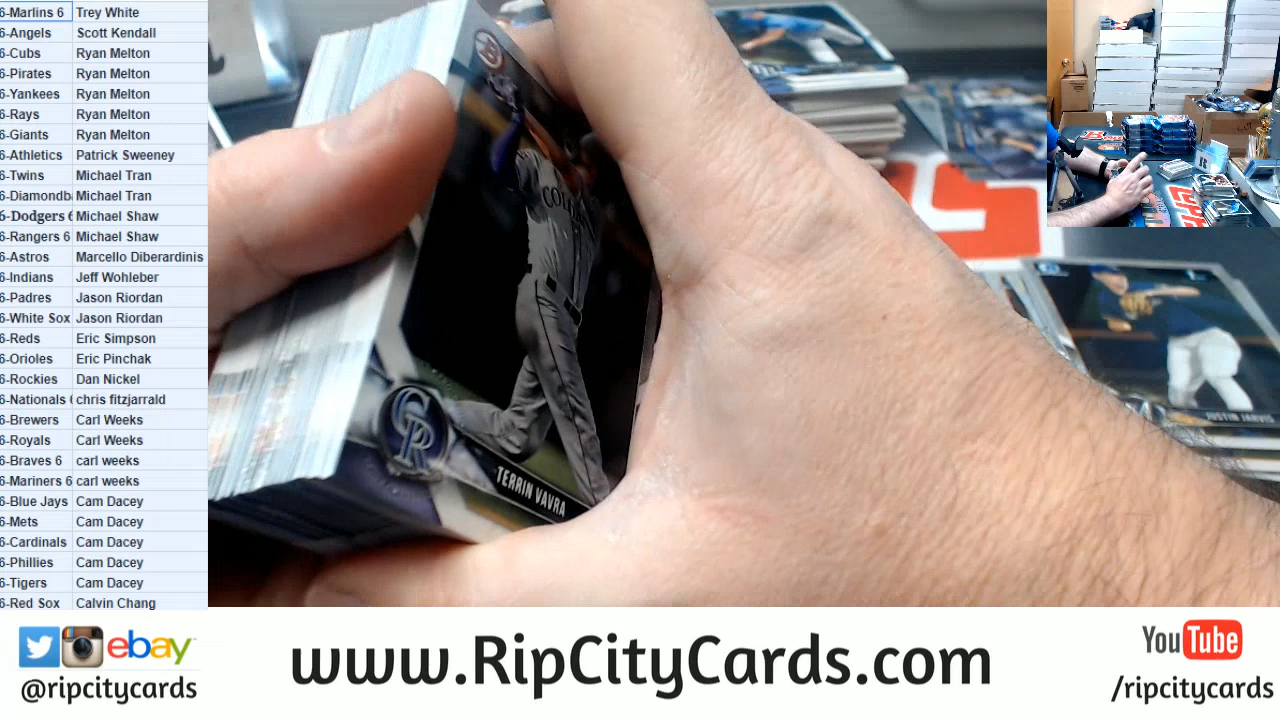 6-Marlins 6 Trey White
6-Angels Scott Kendall
6-Cubs Ryan Melton
6-Pirates Ryan Melton
6-Yankees Ryan Melton
6-Rays Ryan Melton
6-Giants Ryan Melton
6-Athletics Patrick Sweeney
6-Twins Michael Tran
6-Diamondba Michael Tran
6-Dodgers 6 Michael Shaw
6-Rangers 6 Michael Shaw
6-Astros Marcello Diberardinis
6-Indians Jeff Wohleber
6-Padres Jason Riordan
6-White Sox Jason Riordan
6-Reds Eric Simpson
6-Orioles Eric Pinchak
6-Rockies Dan Nickel
6-Nationals 6 chris fitzjarrald
6-Brewers Carl Weeks
6-Royals Carl Weeks
6-Braves 6 carl weeks
6-Mariners 6 carl weeks
6-Blue Jays Cam Dacey
6-Mets Cam Dacey
6-Cardinals Cam Dacey
6-Phillies Cam Dacey
6-Tigers Cam Dacey
6-Red Sox Calvin Chang
B
CR
TERRIN VAVRA
JUSTIN JARVIS
ebay
@ripcitycards
www.RipCityCards.com
YouTube
/ripcitycards